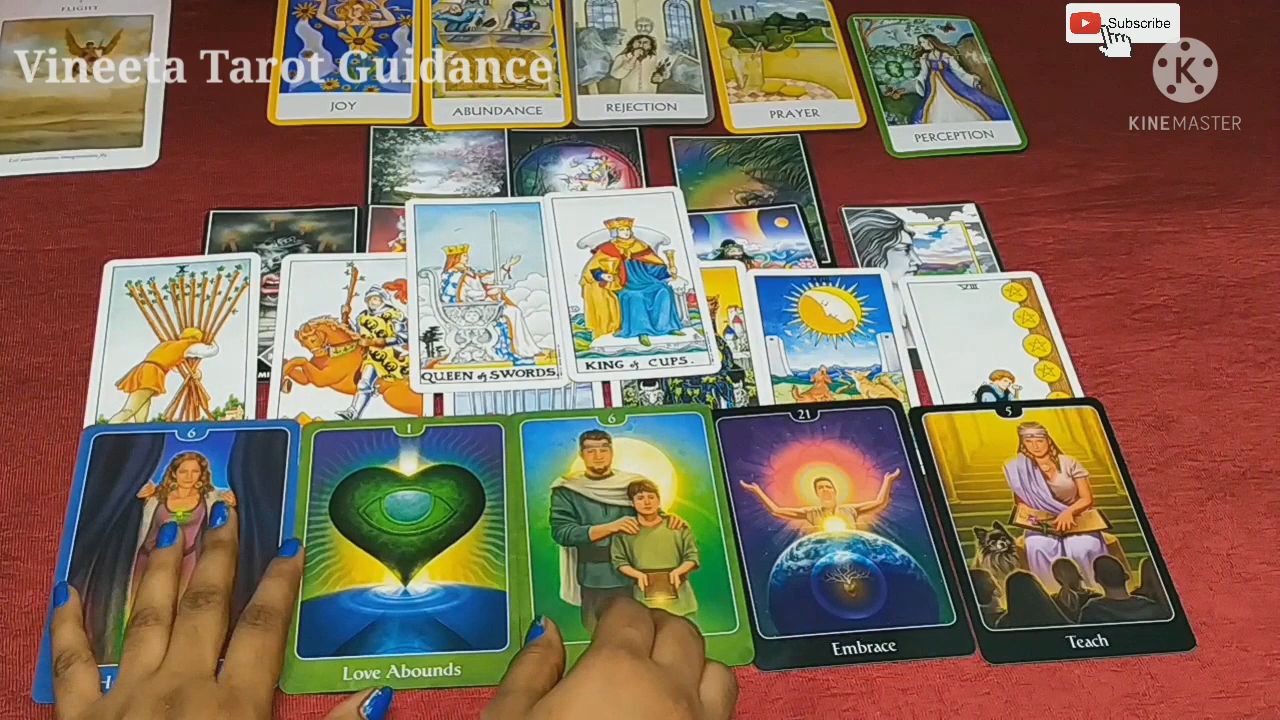 FLIGHT
Vineeta Tarot Guidance
Subscribe
K
KINEMASTER
JOY
ABUNDANCE
REJECTION
PRAYER
PERCEPTION
X
VIII
QUEEN of SWORDS.
KING of CUPS.
6
1
6
21
5
Love Abounds
Embrace
Teach